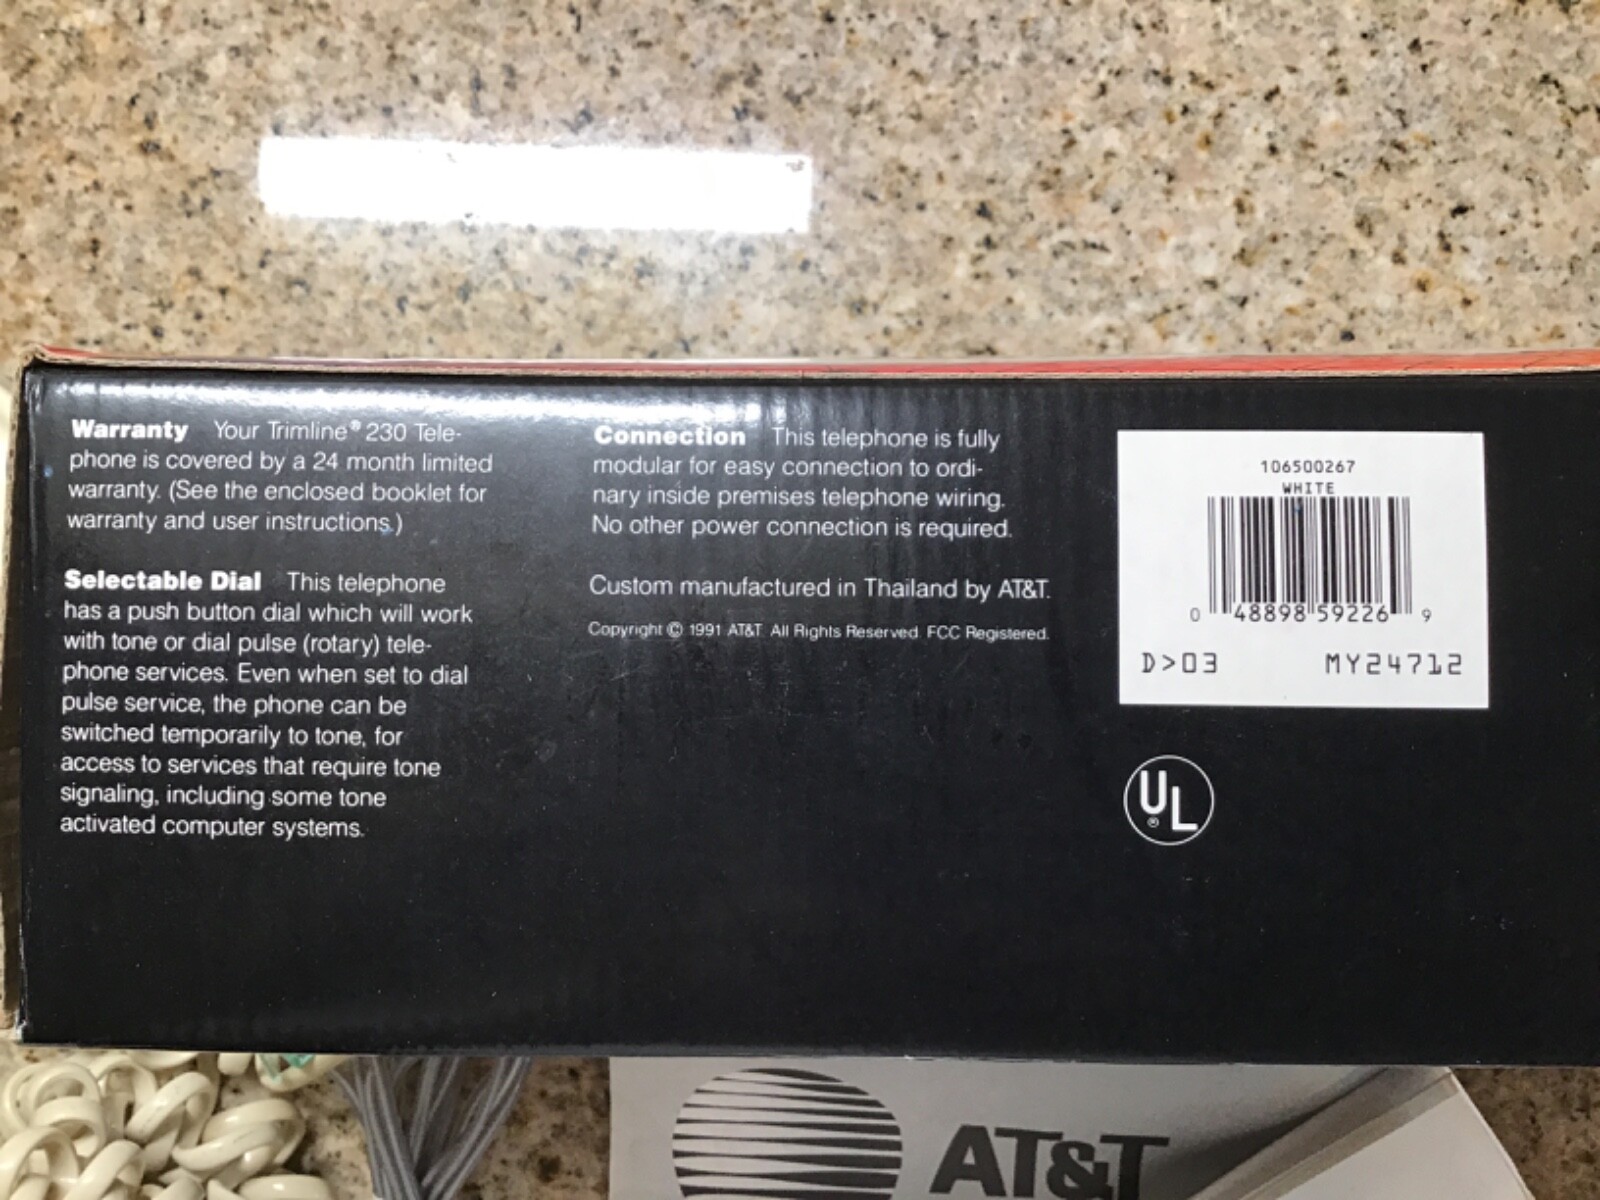 Warranty Your Trimline® 230 Tele-
phone is covered by a 24 month limited
warranty. (See the enclosed booklet for
warranty and user instructions.)
Selectable Dial This telephone
has a push button dial which will work
with tone or dial pulse (rotary) tele-
phone services. Even when set to dial
pulse service, the phone can be
switched temporarily to tone, for
access to services that require tone
signaling, including some tone
activated computer systems.
Connection This telephone is fully
modular for easy connection to ordi-
nary inside premises telephone wiring.
No other power connection is required.
Custom manufactured in Thailand by AT&T.
Copyright © 1991 AT&T. All Rights Reserved. FCC Registered.
106500267
WHITE
0 48898 59226 9
D>03 MY24712
UL®
AT&T